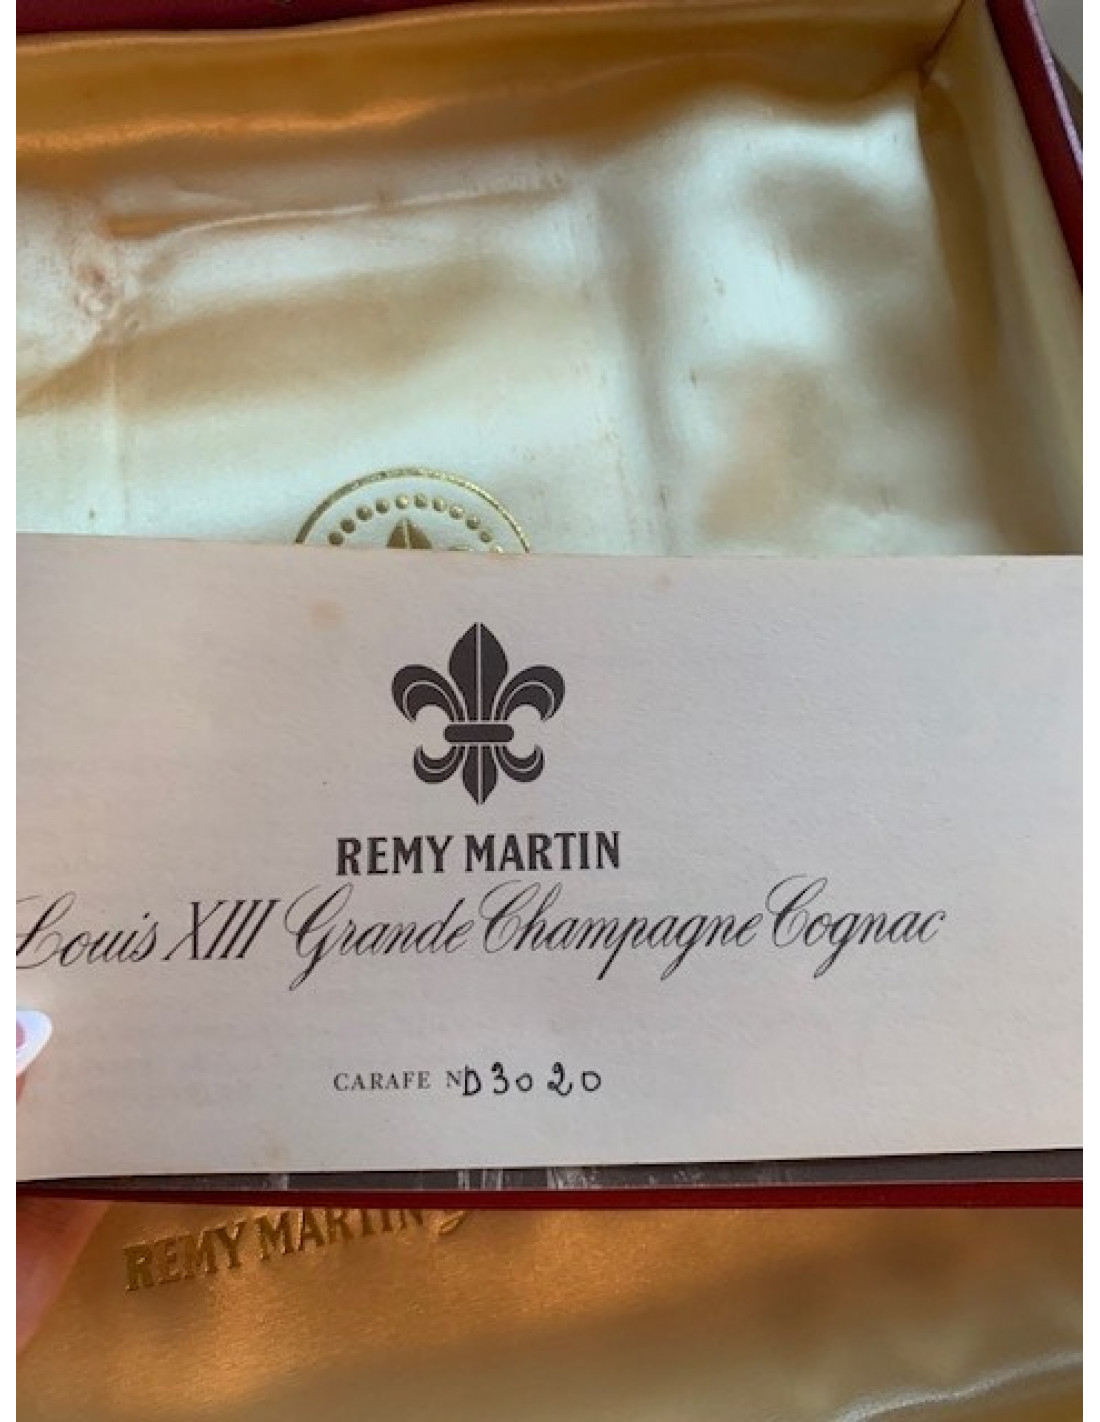 REMY MARTIN
Louis XIII Grande Champagne Cognac
CARAFE N D3020
REMY MARTIN